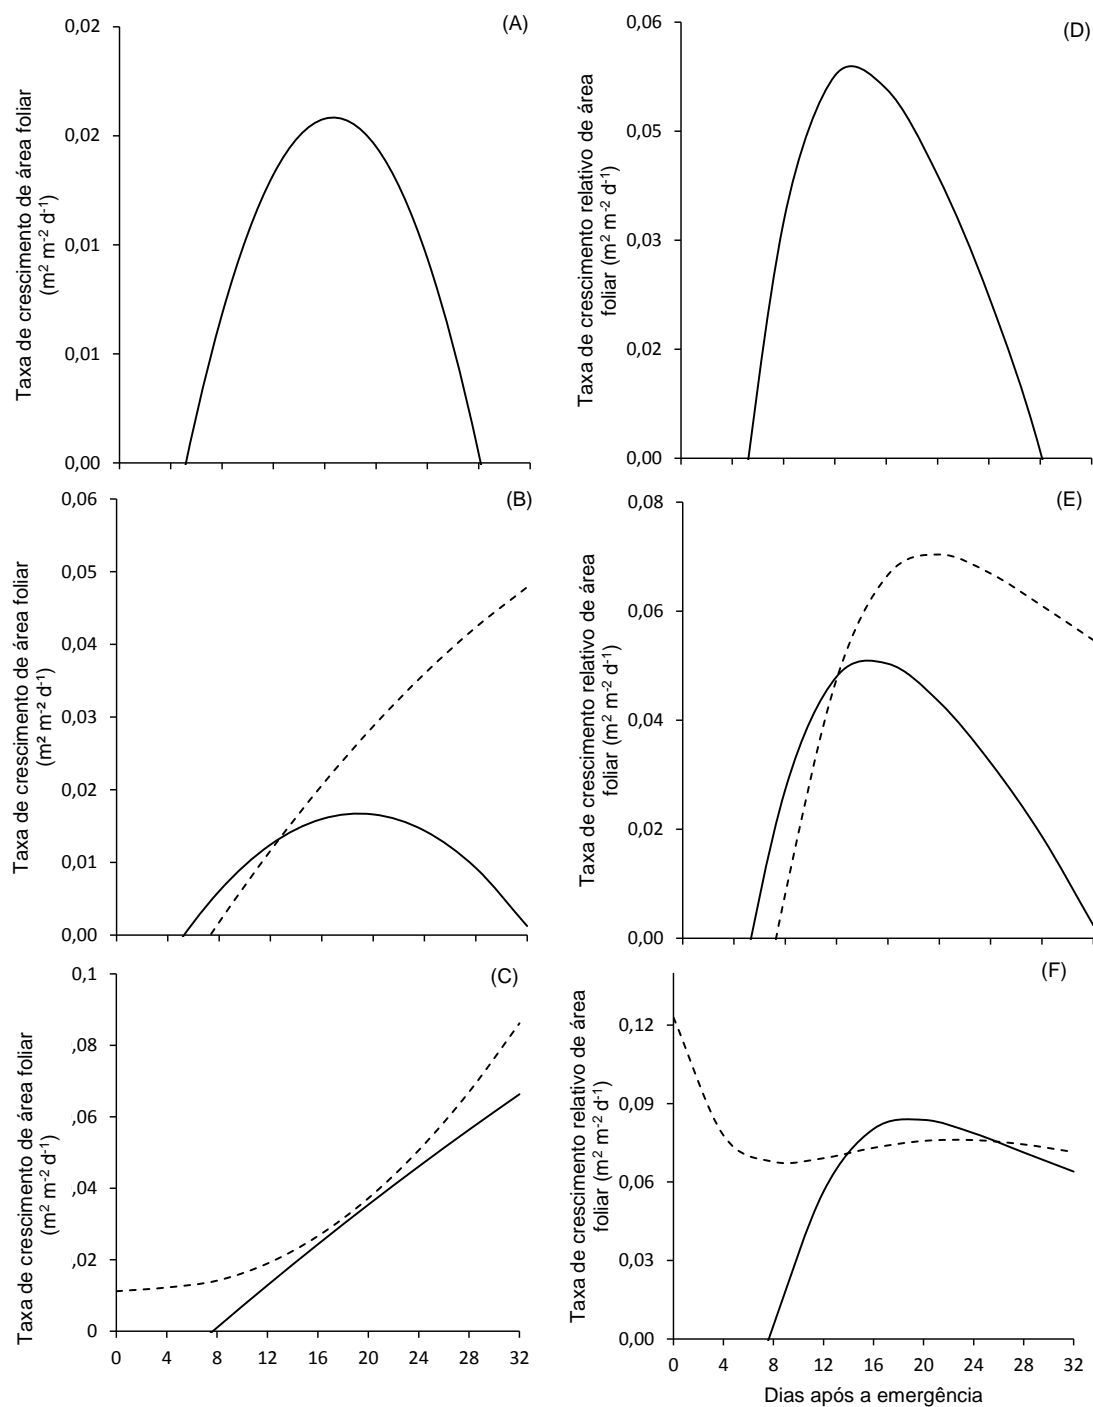 (A)
Taxa de crescimento de área foliar
(m² m⁻² d⁻¹)
0,02
0,02
0,01
0,01
0,00
(D)
Taxa de crescimento relativo de área
foliar (m² m⁻² d⁻¹)
0,06
0,05
0,03
0,02
0,00
(B)
Taxa de crescimento de área foliar
(m² m⁻² d⁻¹)
0,06
0,05
0,04
0,03
0,02
0,01
0,00
(E)
Taxa de crescimento relativo de área
foliar (m² m⁻² d⁻¹)
0,08
0,06
0,04
0,02
0,00
(C)
Taxa de crescimento de área foliar
(m² m⁻² d⁻¹)
0,1
,08
,06
,04
,02
0
0 4 8 12 16 20 24 28 32
(F)
Taxa de crescimento relativo de área
foliar (m² m⁻² d⁻¹)
0,12
0,09
0,06
0,03
0,00
0 4 8 12 16 20 24 28 32
Dias após a emergência